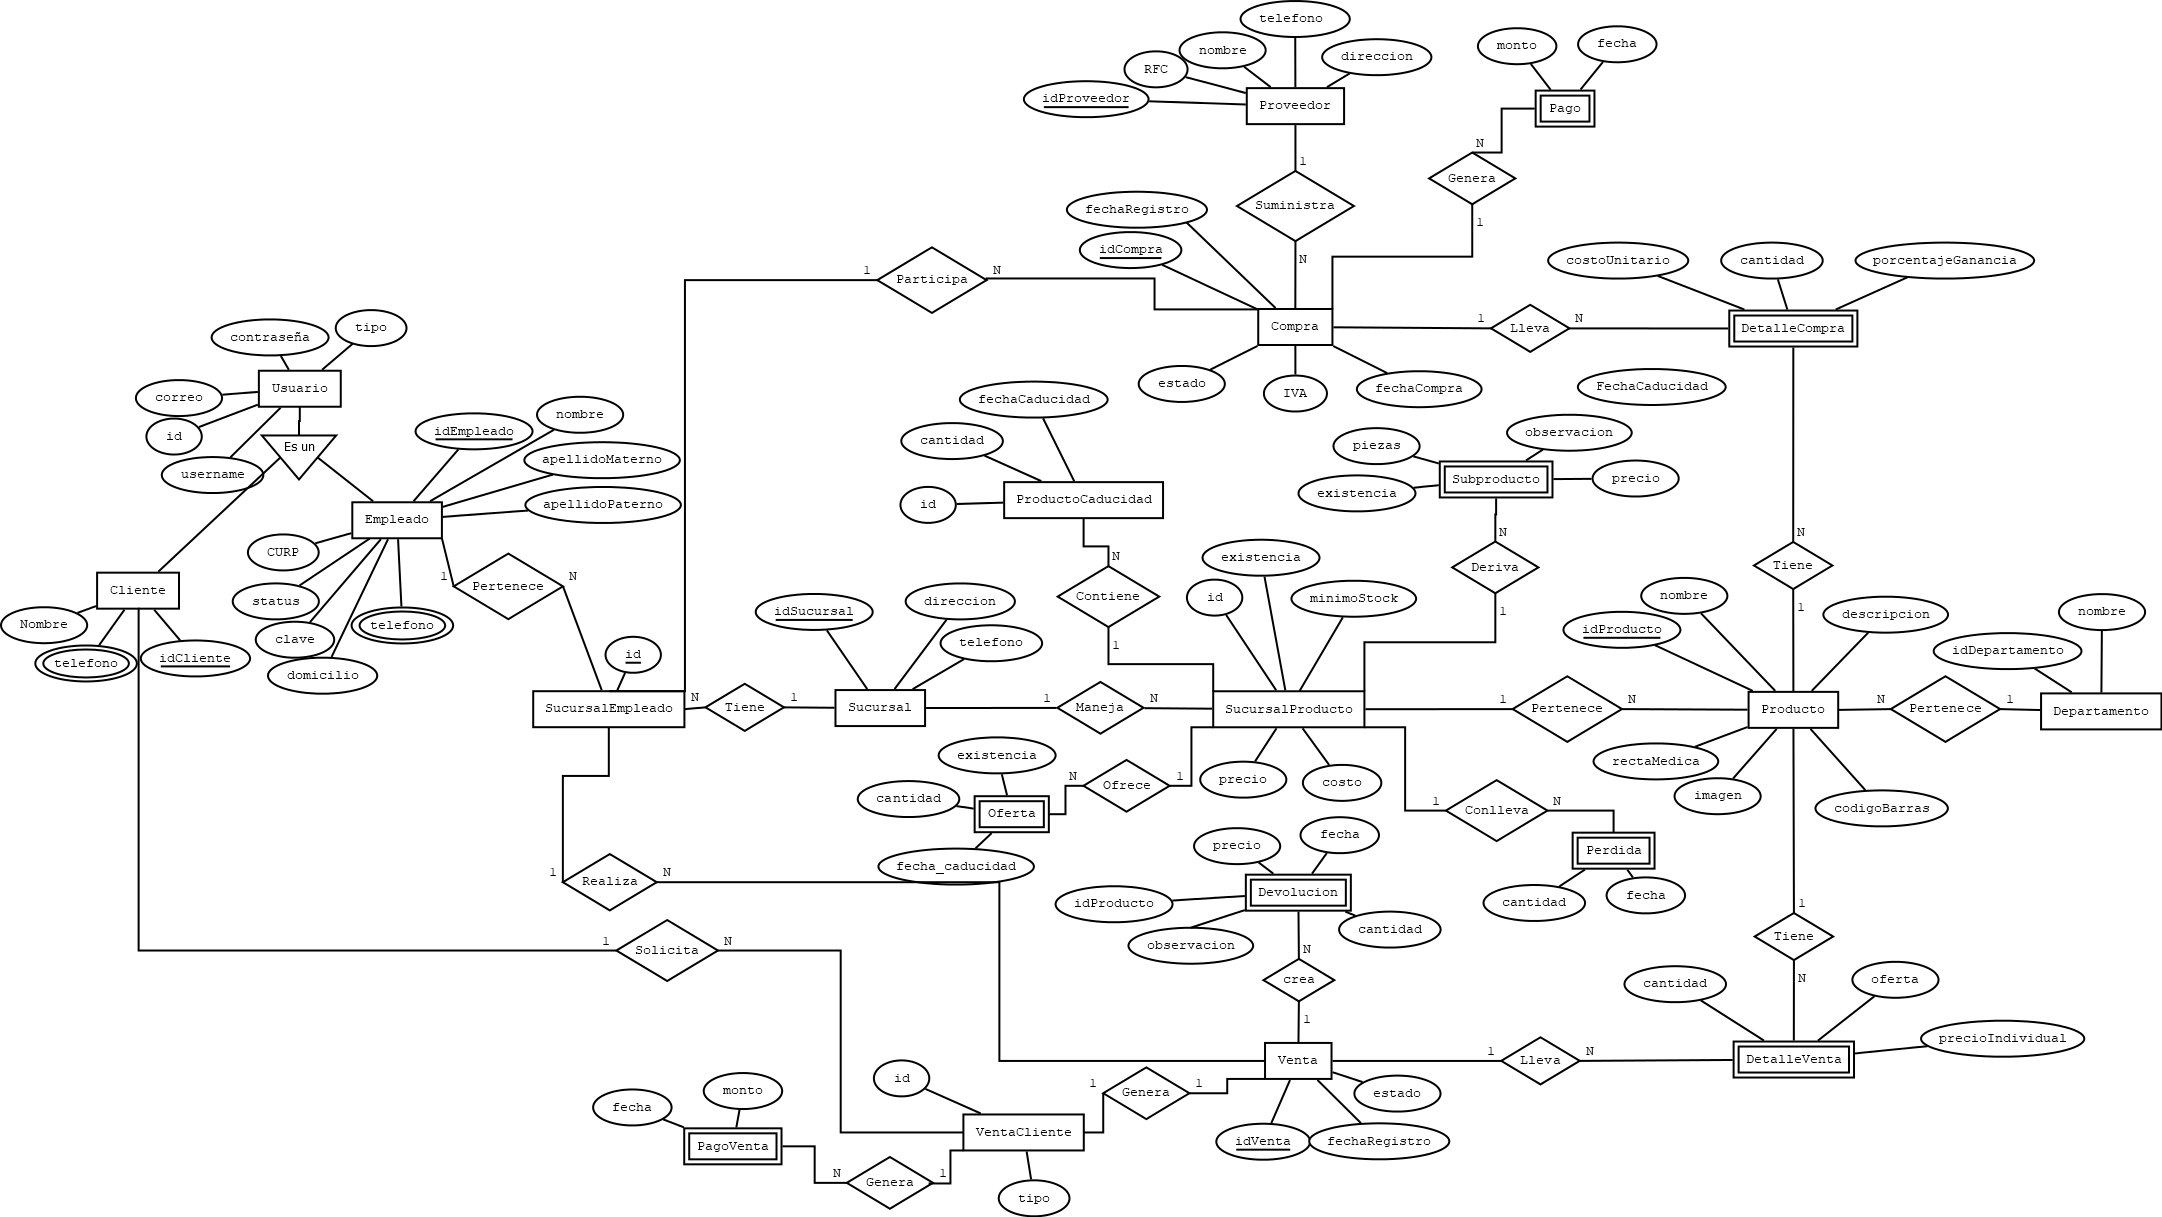 telefono
nombre
RFC
direccion
idProveedor
Proveedor
monto
fecha
Pago
N
Genera
1
1
Suministra
N
fechaRegistro
idCompra
1
Participa
N
costoUnitario
cantidad
porcentajeGanancia
Compra
1
Lleva
N
DetalleCompra
estado
IVA
fechaCompra
FechaCaducidad
contraseña
tipo
Usuario
correo
id
username
Es un
idEmpleado
nombre
apellidoMaterno
apellidoPaterno
Empleado
CURP
status
clave
domicilio
telefono
1
Pertenece
N
Cliente
Nombre
telefono
idCliente
fechaCaducidad
cantidad
id
ProductoCaducidad
N
Contiene
1
piezas
observacion
existencia
Subproducto
precio
N
Deriva
1
N
Tiene
1
existencia
id
minimoStock
idSucursal
direccion
telefono
id
SucursalEmpleado
N
Tiene
1
Sucursal
1
Maneja
N
SucursalProducto
1
Pertenece
N
nombre
idProducto
descripcion
Producto
N
Pertenece
1
nombre
idDepartamento
Departamento
rectaMedica
imagen
codigoBarras
precio
costo
existencia
cantidad
Oferta
fecha_caducidad
N
Ofrece
1
1
Conlleva
N
Perdida
cantidad
fecha
precio
fecha
idProducto
Devolucion
observacion
cantidad
N
crea
1
1
Realiza
N
1
Solicita
N
1
Tiene
N
cantidad
oferta
precioIndividual
DetalleVenta
Venta
1
Lleva
N
estado
idVenta
fechaRegistro
1
Genera
1
id
VentaCliente
tipo
fecha
monto
PagoVenta
N
Genera
1